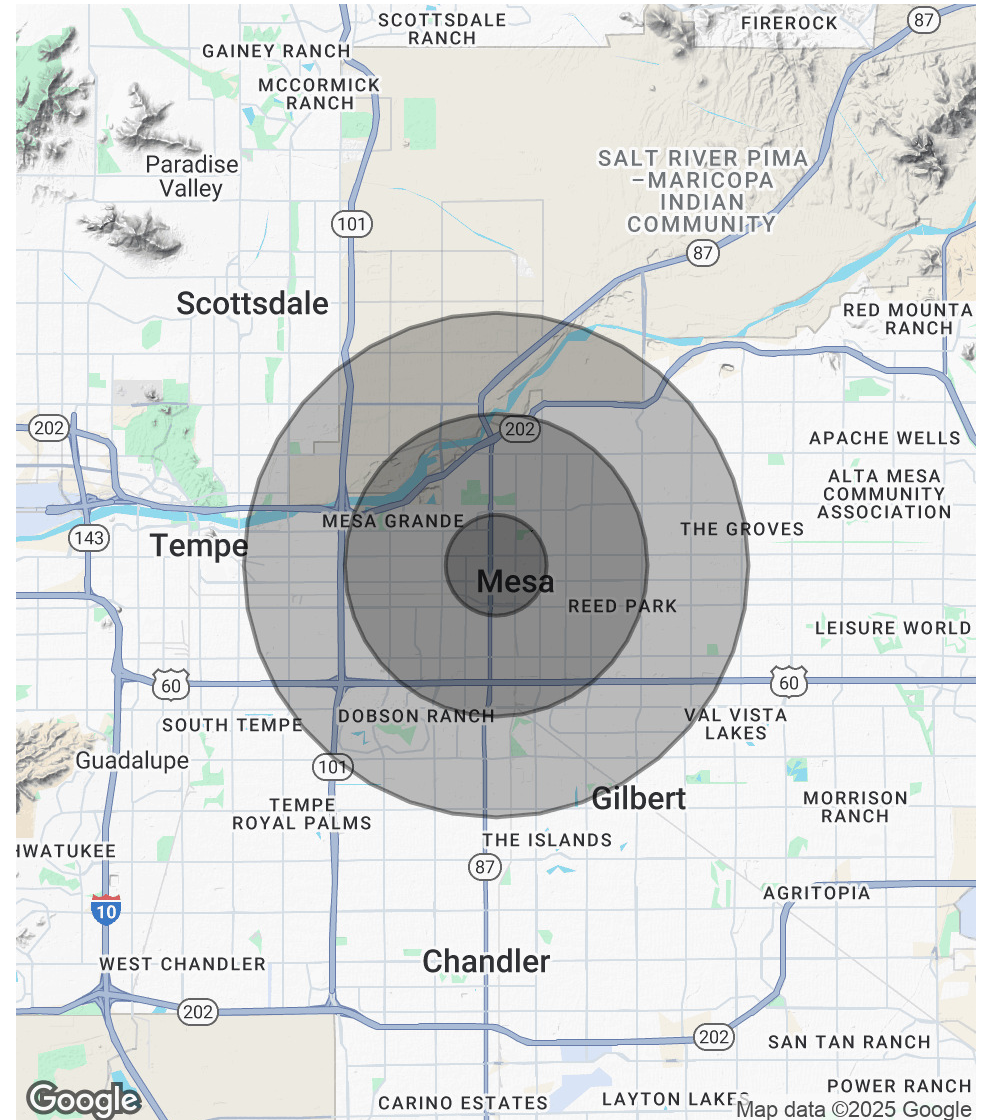 SCOTTSDALE
RANCH
FIREROCK
87
GAINEY RANCH
MCCORMICK
RANCH
Paradise
Valley
SALT RIVER PIMA
–MARICOPA
INDIAN
COMMUNITY
101
87
Scottsdale
RED MOUNTA
RANCH
202
202
APACHE WELLS
ALTA MESA
COMMUNITY
ASSOCIATION
MESA GRANDE
THE GROVES
143
Tempe
Mesa
REED PARK
LEISURE WORLD
60
60
SOUTH TEMPE
DOBSON RANCH
VAL VISTA
LAKES
Guadalupe
101
Gilbert
MORRISON
RANCH
TEMPE
ROYAL PALMS
THE ISLANDS
HWATUKEE
87
AGRITOPIA
10
WEST CHANDLER
Chandler
202
202
SAN TAN RANCH
POWER RANCH
Google
CARINO ESTATES
LAYTON LAKES
Map data ©2025 Google